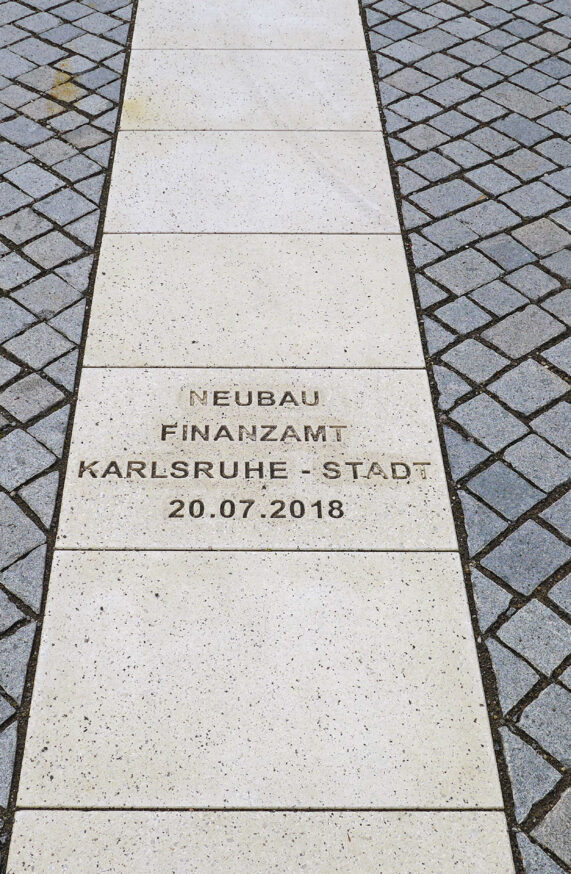 NEUBAU
FINANZAMT
KARLSRUHE - STADT
20.07.2018